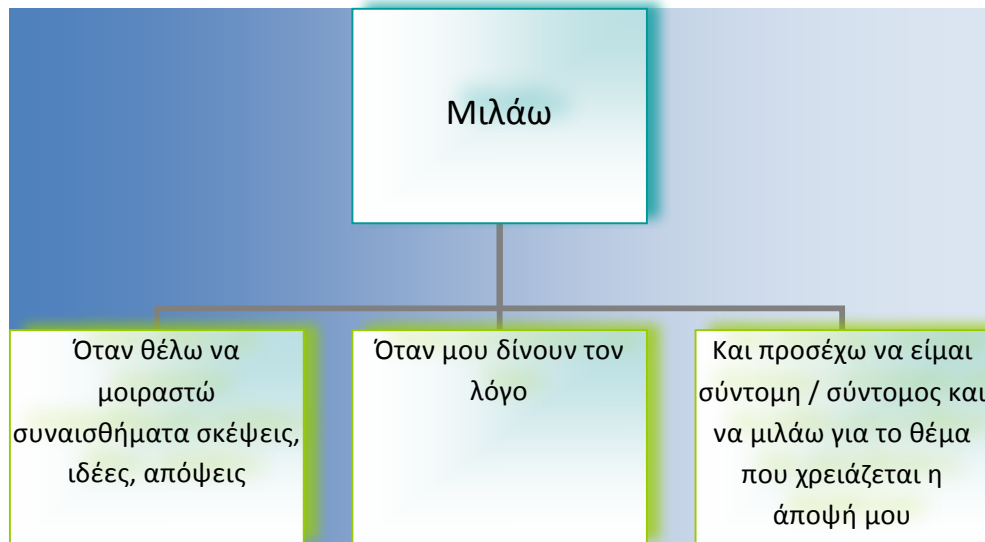 Μιλάω
Όταν θέλω να
μοιραστώ
συναισθήματα σκέψεις,
ιδέες, απόψεις
Όταν μου δίνουν τον
λόγο
Και προσέχω να είμαι
σύντομη / σύντομος και
να μιλάω για το θέμα
που χρειάζεται η
άποψή μου